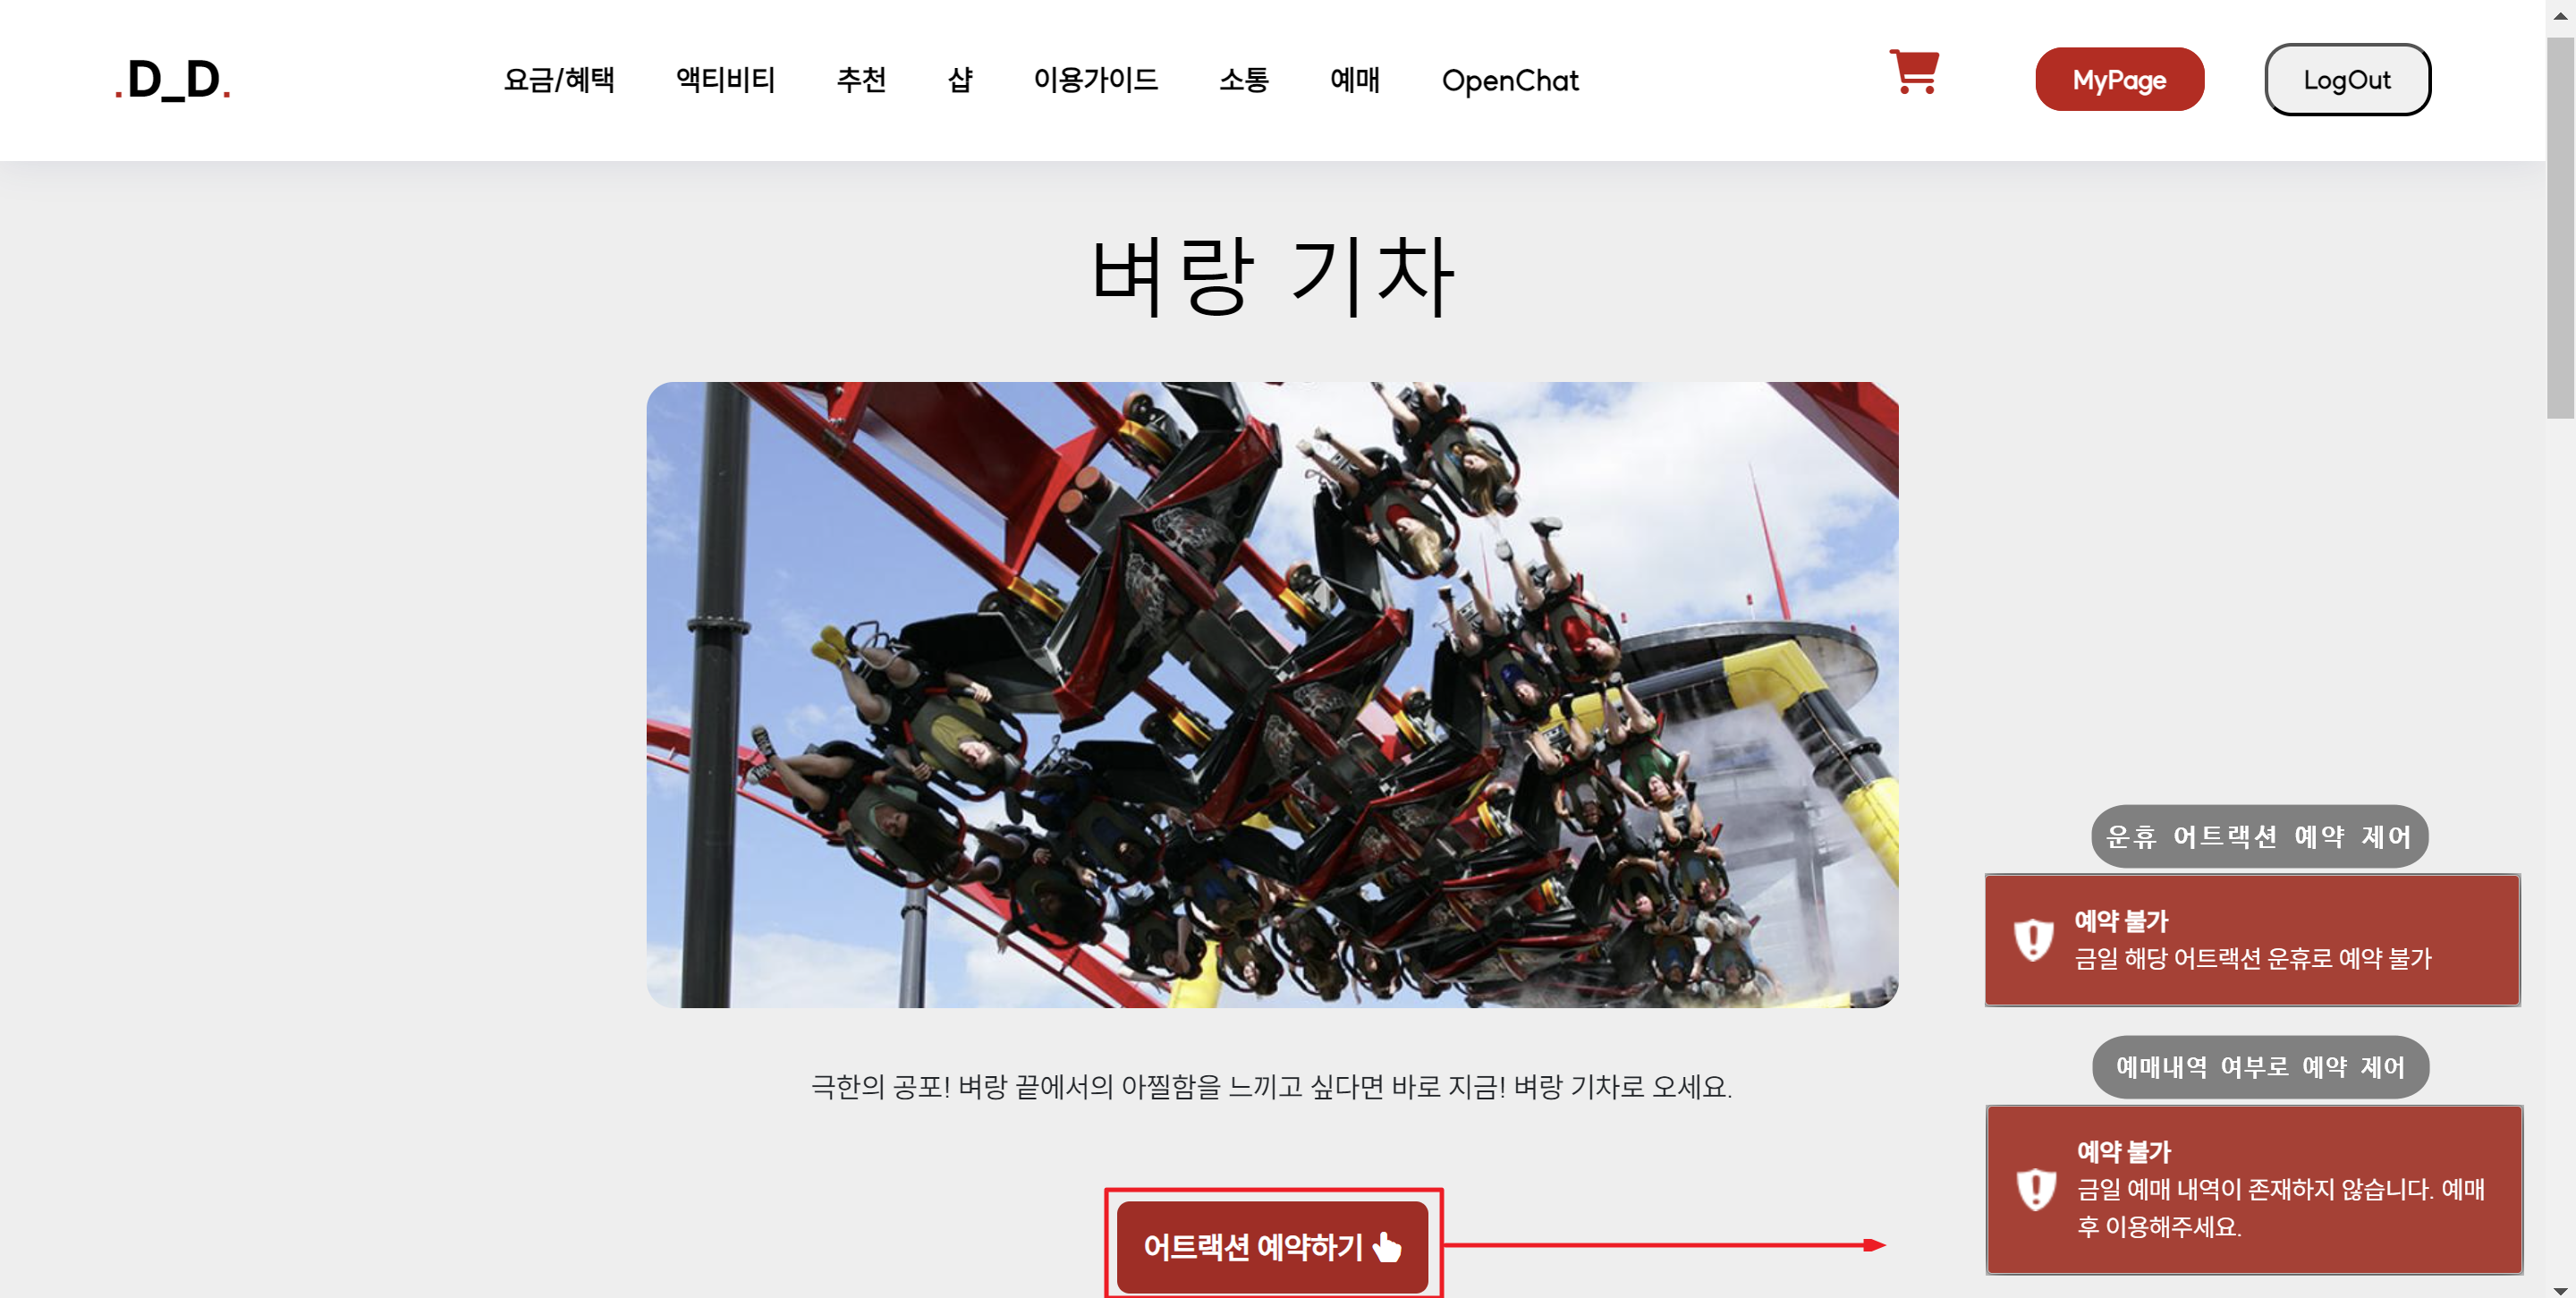 .D_D.
요금/혜택 액티비티 추천 샵 이용가이드 소통 예매 OpenChat MyPage LogOut
벼랑 기차
극한의 공포! 벼랑 끝에서의 아찔함을 느끼고 싶다면 바로 지금! 벼랑 기차로 오세요.
어트랙션 예약하기
운휴 어트랙션 예약 제어
예약 불가
금일 해당 어트랙션 운휴로 예약 불가
예매내역 여부로 예약 제어
예약 불가
금일 예매 내역이 존재하지 않습니다. 예매
후 이용해주세요.